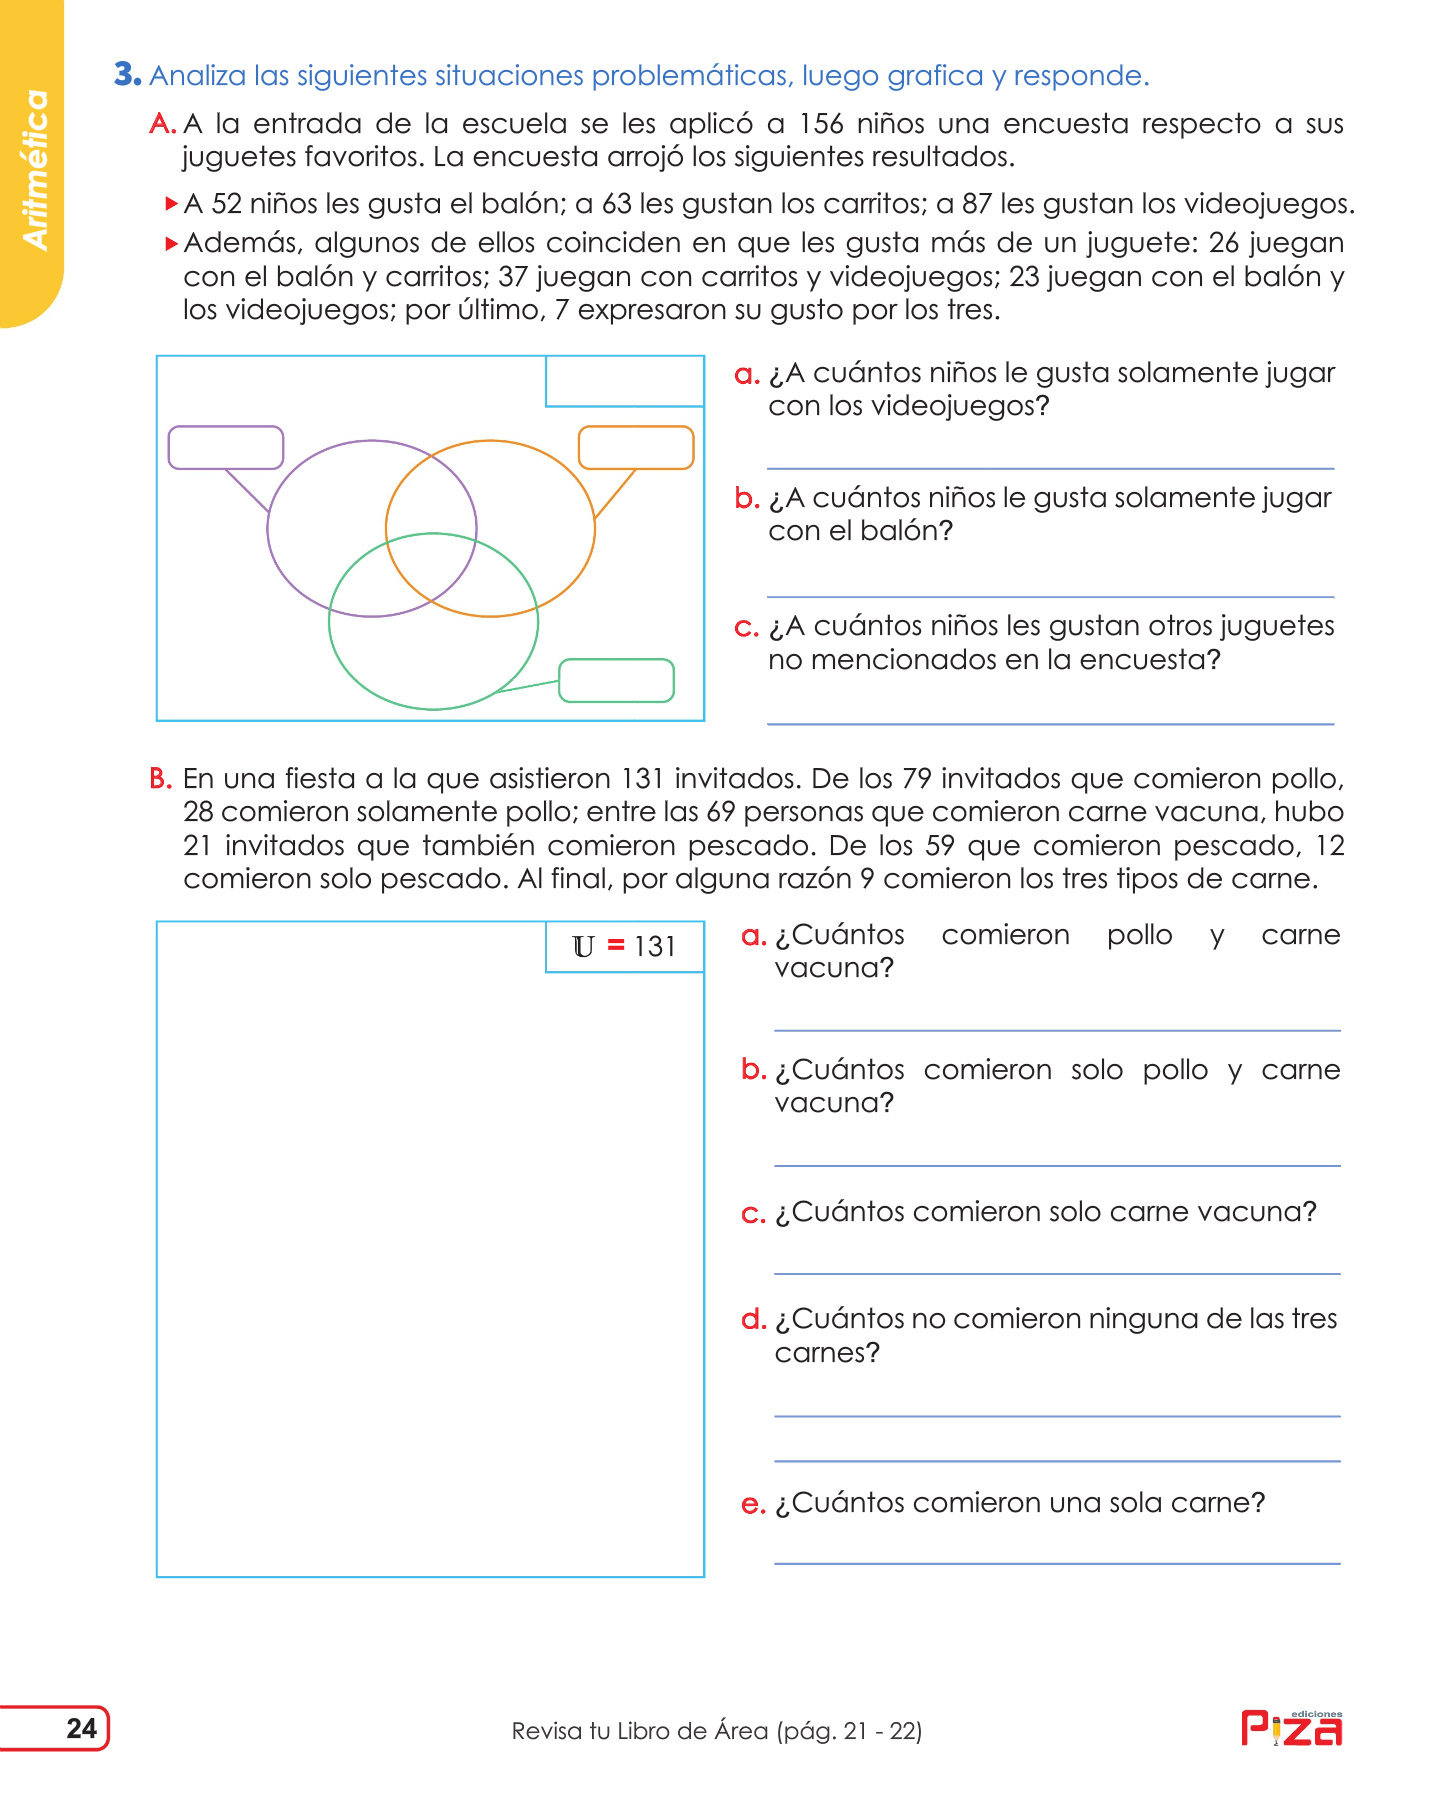 Aritmética
3. Analiza las siguientes situaciones problemáticas, luego grafica y responde.
A. A la entrada de la escuela se les aplicó a 156 niños una encuesta respecto a sus
juguetes favoritos. La encuesta arrojó los siguientes resultados.
▸ A 52 niños les gusta el balón; a 63 les gustan los carritos; a 87 les gustan los videojuegos.
▸ Además, algunos de ellos coinciden en que les gusta más de un juguete: 26 juegan
con el balón y carritos; 37 juegan con carritos y videojuegos; 23 juegan con el balón y
los videojuegos; por último, 7 expresaron su gusto por los tres.
a. ¿A cuántos niños le gusta solamente jugar
con los videojuegos?
b. ¿A cuántos niños le gusta solamente jugar
con el balón?
c. ¿A cuántos niños les gustan otros juguetes
no mencionados en la encuesta?
B. En una fiesta a la que asistieron 131 invitados. De los 79 invitados que comieron pollo,
28 comieron solamente pollo; entre las 69 personas que comieron carne vacuna, hubo
21 invitados que también comieron pescado. De los 59 que comieron pescado, 12
comieron solo pescado. Al final, por alguna razón 9 comieron los tres tipos de carne.
𝕌 = 131
a. ¿Cuántos comieron pollo y carne
vacuna?
b. ¿Cuántos comieron solo pollo y carne
vacuna?
c. ¿Cuántos comieron solo carne vacuna?
d. ¿Cuántos no comieron ninguna de las tres
carnes?
e. ¿Cuántos comieron una sola carne?
24
Revisa tu Libro de Área (pág. 21 - 22)
ediciones
Piza